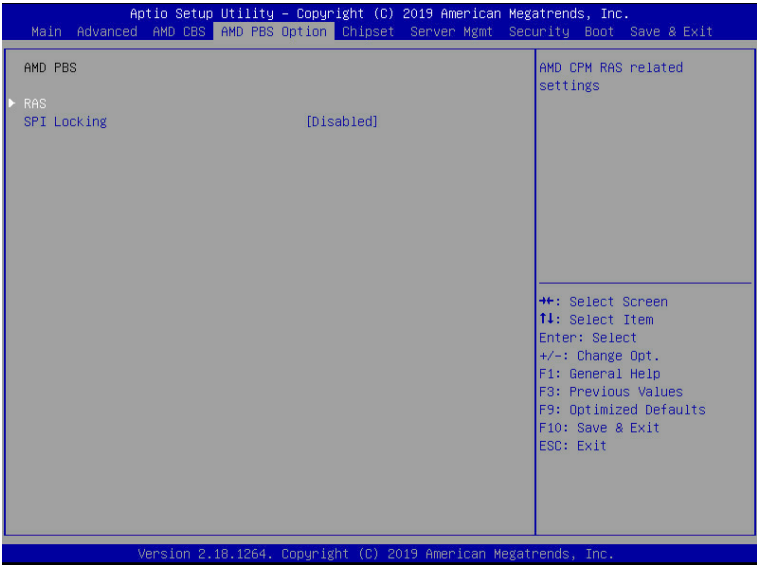 Aptio Setup Utility – Copyright (C) 2019 American Megatrends, Inc.
Main Advanced AMD CBS AMD PBS Option Chipset Server Mgmt Security Boot Save & Exit
AMD PBS
RAS
SPI Locking [Disabled]
AMD CPM RAS related
settings
→←: Select Screen
↑↓: Select Item
Enter: Select
+/-: Change Opt.
F1: General Help
F3: Previous Values
F9: Optimized Defaults
F10: Save & Exit
ESC: Exit
Version 2.18.1264. Copyright (C) 2019 American Megatrends, Inc.